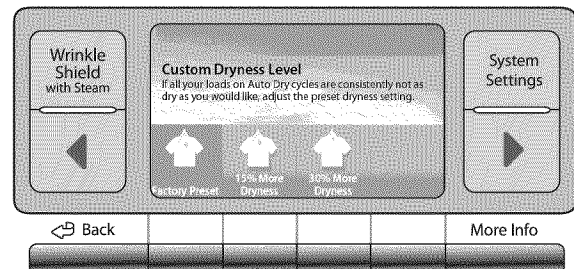 Wrinkle
Shield
with Steam
Custom Dryness Level
If all your loads on Auto Dry cycles are consistently not as
dry as you would like, adjust the preset dryness setting.
System
Settings
Factory Preset
15% More
Dryness
30% More
Dryness
Back
More Info